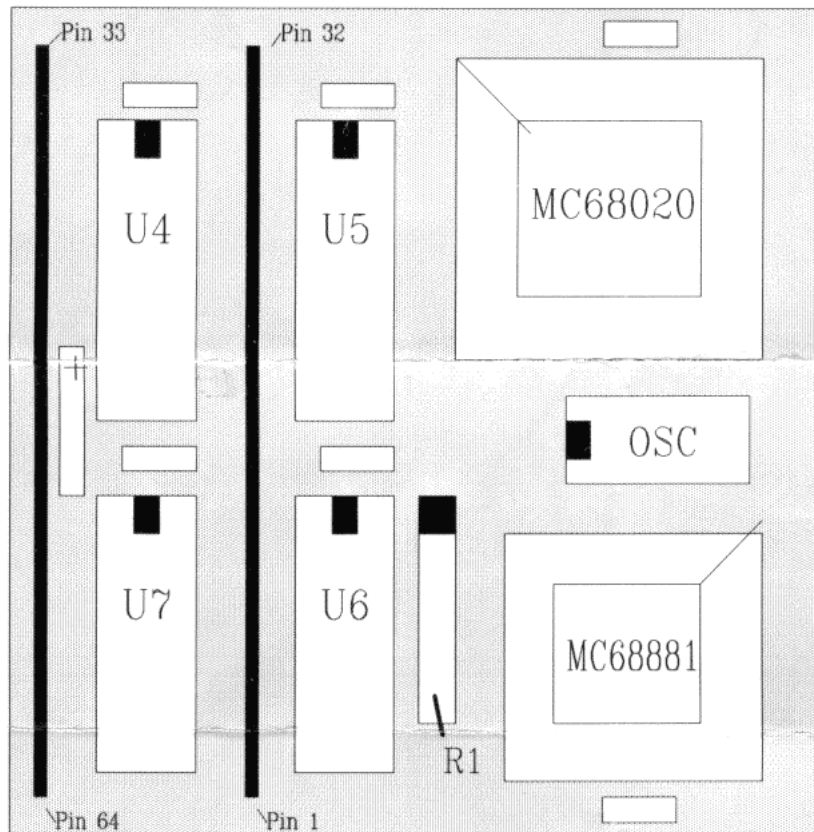 Pin 33
Pin 32
U4
U5
MC68020
OSC
U7
U6
MC68881
R1
Pin 64
Pin 1